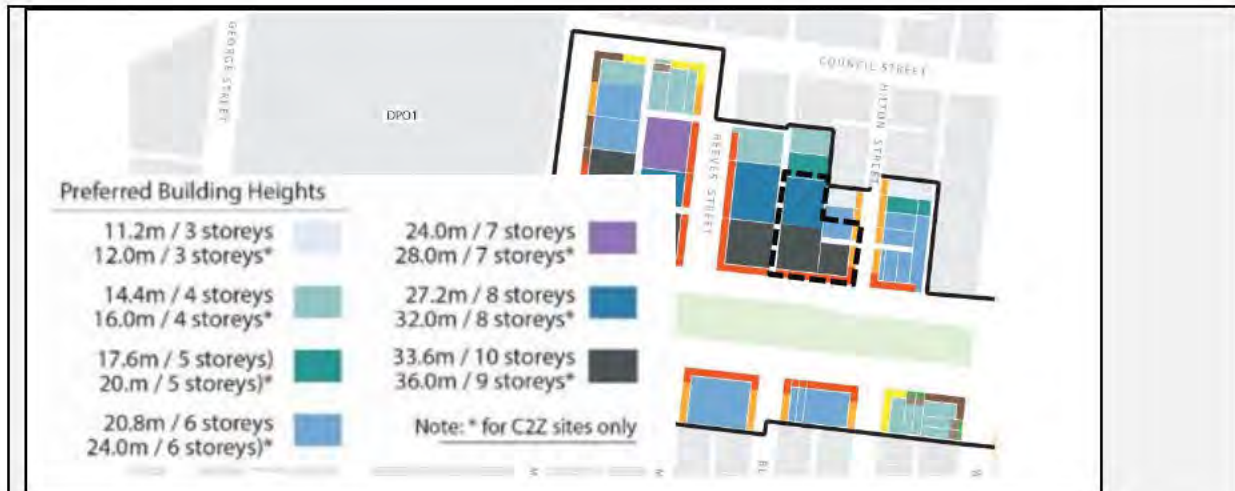 GEORGE STREET
COUNCIL STREET
HILTON STREET
DPO1
REEVES STREET
Preferred Building Heights
11.2m / 3 storeys
12.0m / 3 storeys*
14.4m / 4 storeys
16.0m / 4 storeys*
17.6m / 5 storeys)
20.m / 5 storeys)*
20.8m / 6 storeys
24.0m / 6 storeys)*
24.0m / 7 storeys
28.0m / 7 storeys*
27.2m / 8 storeys
32.0m / 8 storeys*
33.6m / 10 storeys
36.0m / 9 storeys*
Note: * for C2Z sites only
M
M
BL